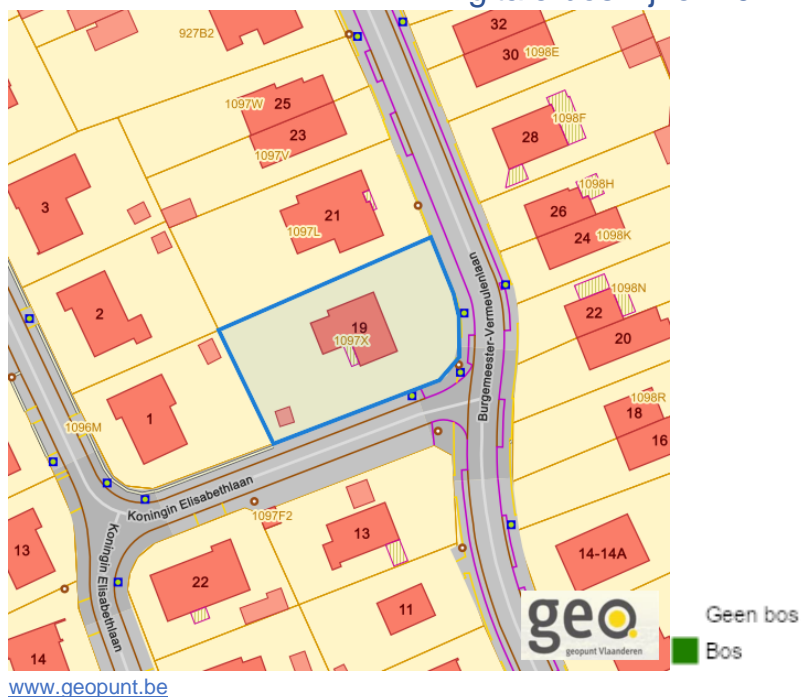 32
927B2
30 1098E
1097W 25
1098F
23
28
1097V
1098H
3
26
21
1097L
24 1098K
1098N
2
22
19
1097X
20
Burgemeester-Vermeulenlaan
1098R
18
1
16
1096M
Koningin Elisabethlaan
1097F2
13
13
14-14A
Koningin Elisabethlaan
22
11
14
geo
geopunt Vlaanderen
Geen bos
Bos
www.geopunt.be